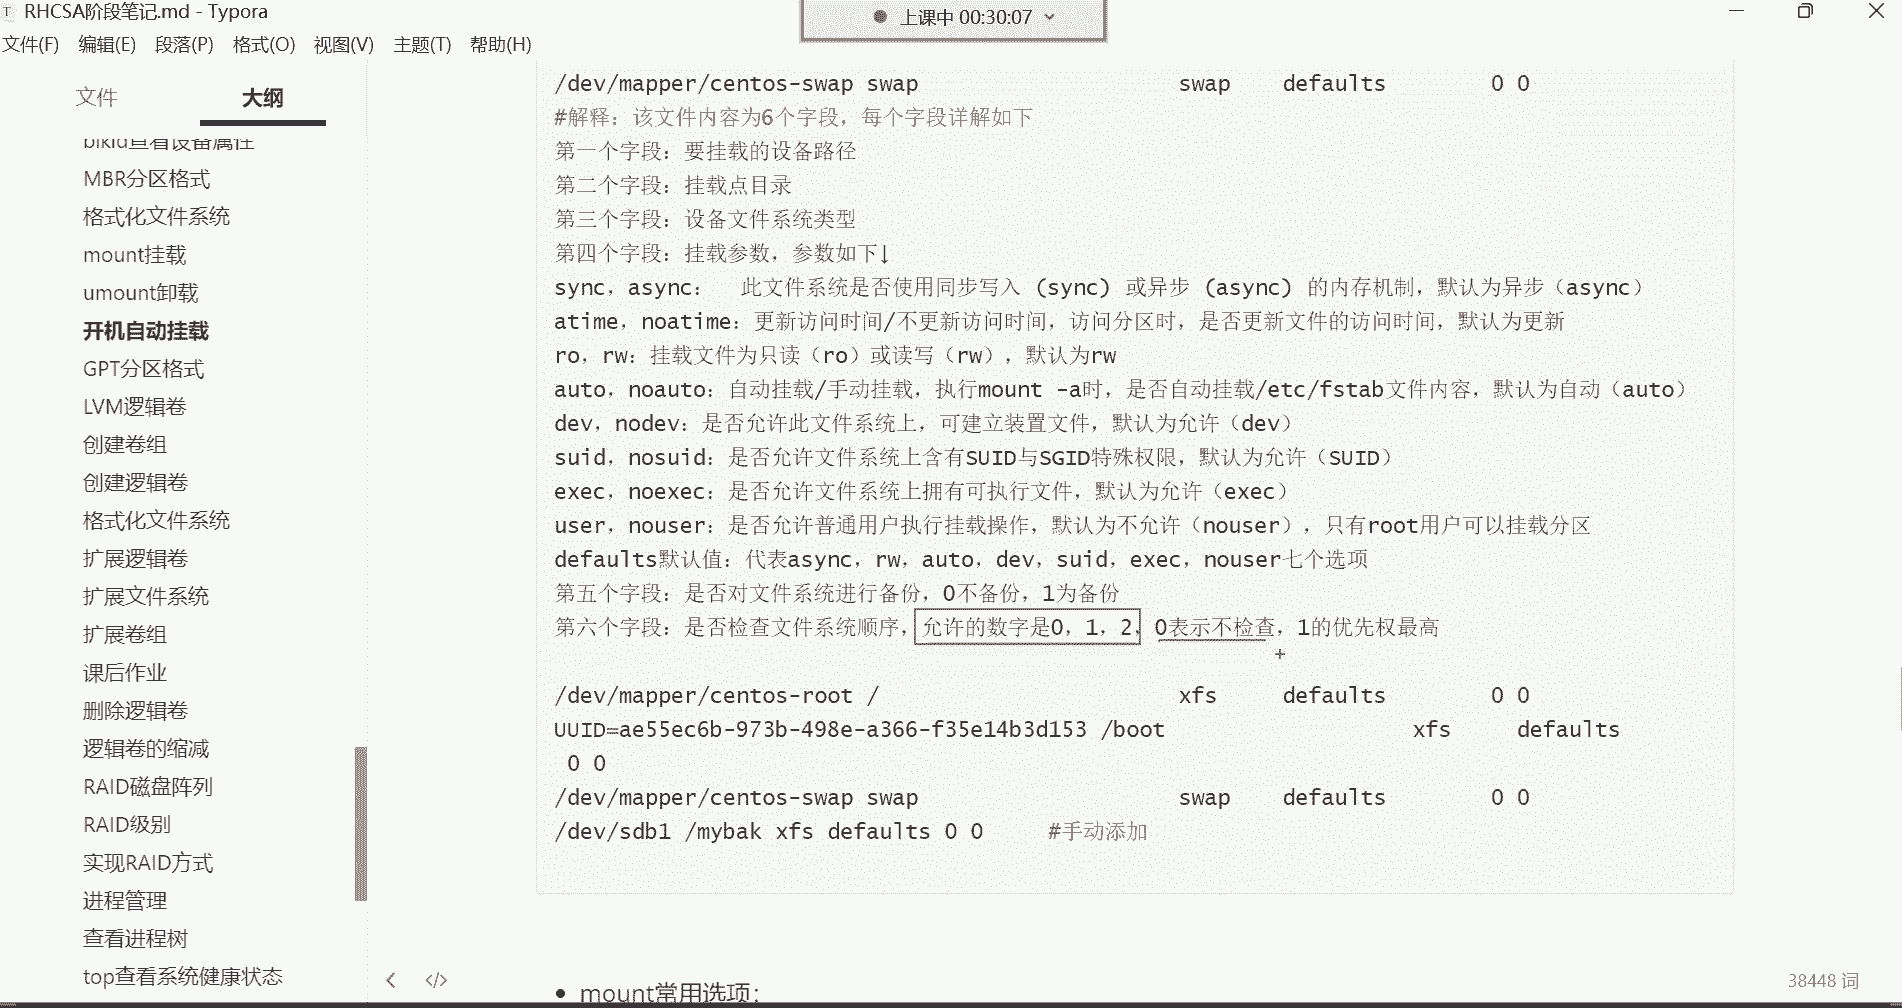 RHCSA阶段笔记.md - Typora
上课中 00:30:07
文件(F) 编辑(E) 段落(P) 格式(O) 视图(V) 主题(T) 帮助(H)
文件 大纲
blkid查看设备属性
MBR分区格式
格式化文件系统
mount挂载
umount卸载
开机自动挂载
GPT分区格式
LVM逻辑卷
创建卷组
创建逻辑卷
格式化文件系统
扩展逻辑卷
扩展文件系统
扩展卷组
课后作业
删除逻辑卷
逻辑卷的缩减
RAID磁盘阵列
RAID级别
实现RAID方式
进程管理
查看进程树
top查看系统健康状态
/dev/mapper/centos-swap swap swap defaults 0 0
#解释：该文件内容为6个字段，每个字段详解如下
第一个字段：要挂载的设备路径
第二个字段：挂载点目录
第三个字段：设备文件系统类型
第四个字段：挂载参数，参数如下↓
sync，async： 此文件系统是否使用同步写入 (sync) 或异步 (async) 的内存机制，默认为异步（async）
atime，noatime：更新访问时间/不更新访问时间，访问分区时，是否更新文件的访问时间，默认为更新
ro，rw：挂载文件为只读（ro）或读写（rw），默认为rw
auto，noauto：自动挂载/手动挂载，执行mount -a时，是否自动挂载/etc/fstab文件内容，默认为自动（auto）
dev，nodev：是否允许此文件系统上，可建立装置文件，默认为允许（dev）
suid，nosuid：是否允许文件系统上含有SUID与SGID特殊权限，默认为允许（SUID）
exec，noexec：是否允许文件系统上拥有可执行文件，默认为允许（exec）
user，nouser：是否允许普通用户执行挂载操作，默认为不允许（nouser），只有root用户可以挂载分区
defaults默认值：代表async，rw，auto，dev，suid，exec，nouser七个选项
第五个字段：是否对文件系统进行备份，0不备份，1为备份
第六个字段：是否检查文件系统顺序，允许的数字是0，1，2，0表示不检查，1的优先权最高
/dev/mapper/centos-root / xfs defaults 0 0
UUID=ae55ec6b-973b-498e-a366-f35e14b3d153 /boot xfs defaults
0 0
/dev/mapper/centos-swap swap swap defaults 0 0
/dev/sdb1 /mybak xfs defaults 0 0 #手动添加
mount常用选项：
38448 词